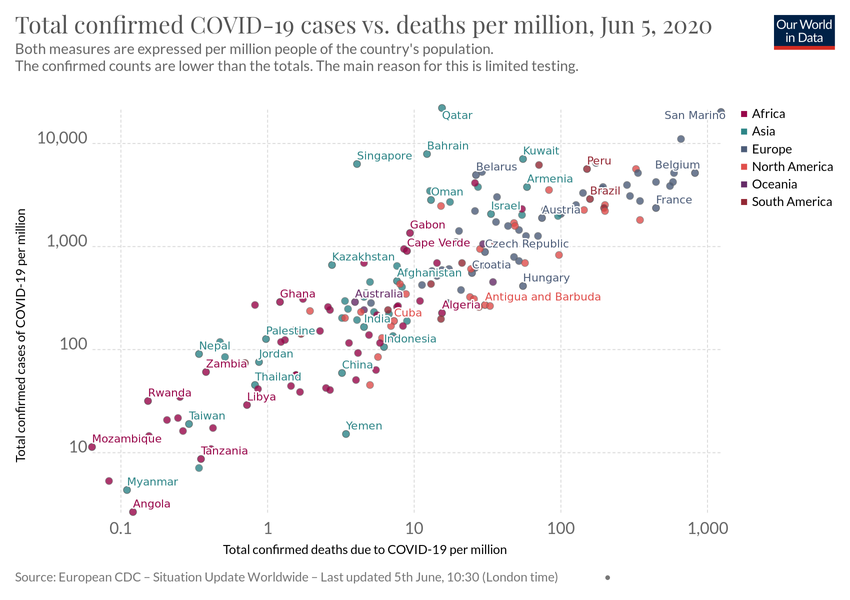 Total confirmed COVID-19 cases vs. deaths per million, Jun 5, 2020
Our World
in Data
Both measures are expressed per million people of the country's population.
The confirmed counts are lower than the totals. The main reason for this is limited testing.
Total confirmed cases of COVID-19 per million
10,000
1,000
100
10
Qatar
San Marino
Bahrain
Kuwait
Singapore
Belarus
Peru
Belgium
Armenia
Oman
Brazil
France
Israel
Austria
Gabon
Cape Verde
Czech Republic
Kazakhstan
Croatia
Afghanistan
Hungary
Ghana
Australia
Antigua and Barbuda
Algeria
Cuba
India
Palestine
Indonesia
Nepal
Jordan
Zambia
China
Thailand
Rwanda
Libya
Taiwan
Yemen
Mozambique
Tanzania
Myanmar
Angola
0.1
1
10
100
1,000
Total confirmed deaths due to COVID-19 per million
Africa
Asia
Europe
North America
Oceania
South America
Source: European CDC – Situation Update Worldwide – Last updated 5th June, 10:30 (London time)